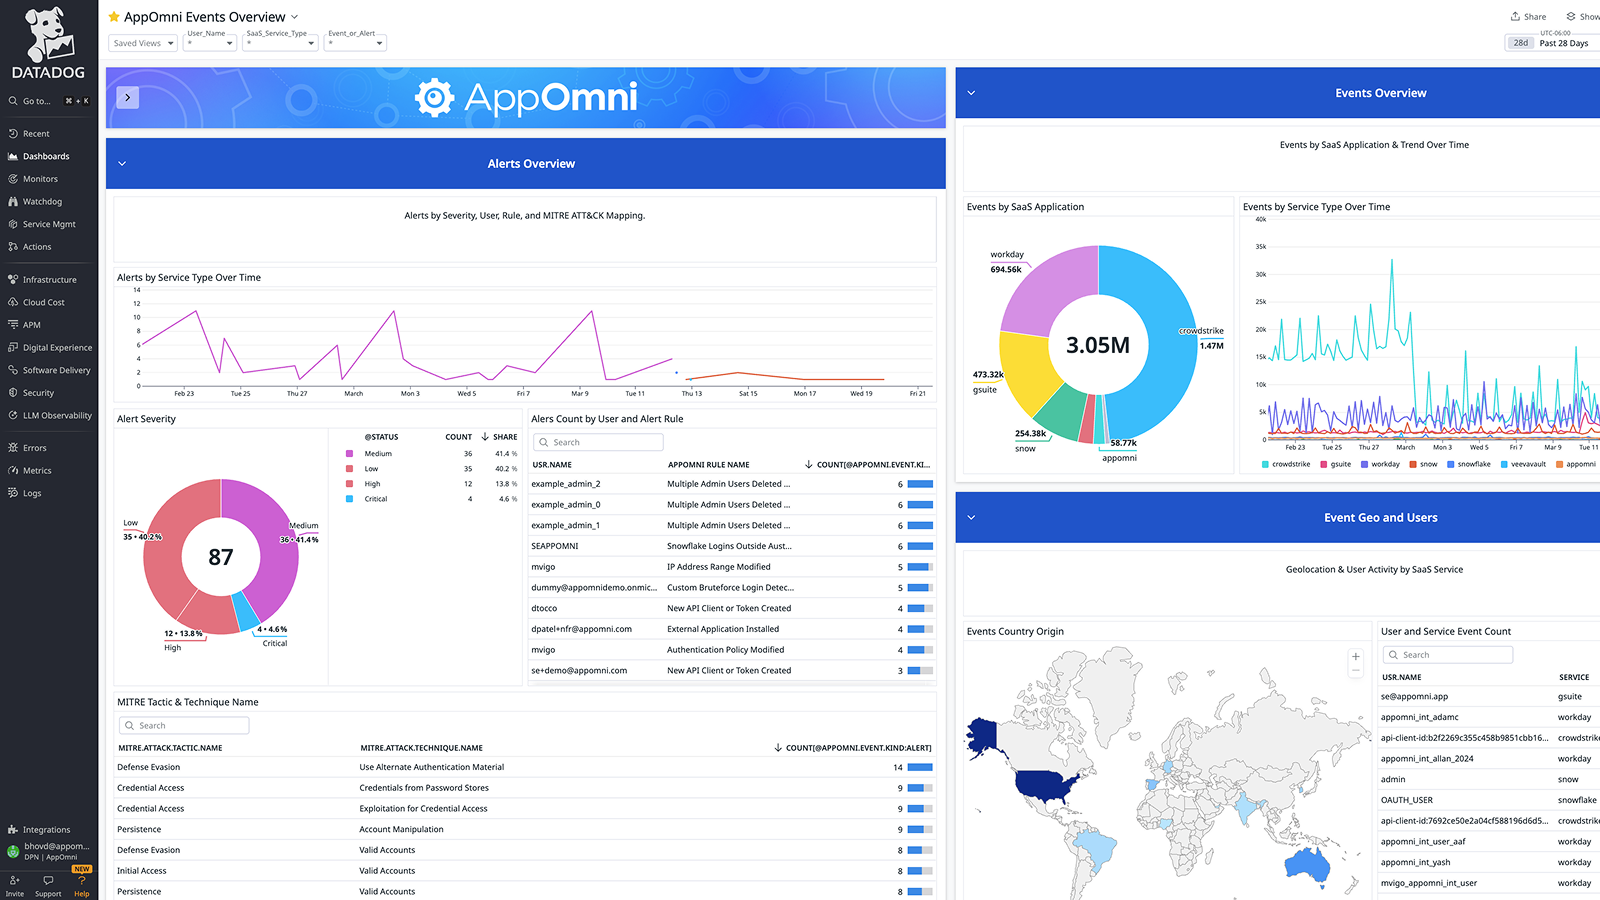 DATADOG
Go to... ⌘ + K
Recent
Dashboards
Monitors
Watchdog
Service Mgmt
Actions
Infrastructure
Cloud Cost
APM
Digital Experience
Software Delivery
Security
LLM Observability
Errors
Metrics
Logs
Integrations
bhovd@appom...
DPN | AppOmni
NEW
Invite Support Help
AppOmni Events Overview
Share Show
Saved Views
User_Name
*
SaaS_Service_Type
*
Event_or_Alert
*
UTC-06:00
28d Past 28 Days
AppOmni
Alerts Overview
Alerts by Severity, User, Rule, and MITRE ATT&CK Mapping.
Alerts by Service Type Over Time
14
12
10
8
6
4
2
0
Feb 23 Tue 25 Thu 27 March Mon 3 Wed 5 Fri 7 Mar 9 Tue 11 Thu 13 Sat 15 Mon 17 Wed 19 Fri 21
Alert Severity
87
Low
35 • 40.2%
Medium
36 • 41.4%
12 • 13.8%
High
4 • 4.6%
Critical
@STATUS COUNT SHARE
Medium 36 41.4 %
Low 35 40.2 %
High 12 13.8 %
Critical 4 4.6 %
Alers Count by User and Alert Rule
Search
USR.NAME APPOMNI RULE NAME COUNT(@APPOMNI.EVENT.KI...
example_admin_2 Multiple Admin Users Deleted ... 6
example_admin_0 Multiple Admin Users Deleted ... 6
example_admin_1 Multiple Admin Users Deleted ... 6
SEAPPOMNI Snowflake Logins Outside Aust... 6
mvigo IP Address Range Modified 5
dummy@appomnidemo.onmic... Custom Bruteforce Login Detec... 5
dtocco New API Client or Token Created 4
dpatel+nfr@appomni.com External Application Installed 4
mvigo Authentication Policy Modified 4
se+demo@appomni.com New API Client or Token Created 3
MITRE Tactic & Technique Name
Search
MITRE.ATTACK.TACTIC.NAME MITRE.ATTACK.TECHNIQUE.NAME COUNT(@APPOMNI.EVENT.KIND:ALERT)
Defense Evasion Use Alternate Authentication Material 14
Credential Access Credentials from Password Stores 9
Credential Access Exploitation for Credential Access 9
Persistence Account Manipulation 9
Defense Evasion Valid Accounts 8
Initial Access Valid Accounts 8
Persistence Valid Accounts 8
Events Overview
Events by SaaS Application & Trend Over Time
Events by SaaS Application
3.05M
workday
694.56k
crowdstrike
1.47M
473.32k
gsuite
254.38k
snow
58.77k
appomni
Events by Service Type Over Time
40k
35k
30k
25k
20k
15k
10k
5k
0
Feb 23 Tue 25 Thu 27 March Mon 3 Wed 5 Fri 7 Mar 9 Tue 11
crowdstrike gsuite workday snow snowflake veevavault appomni
Event Geo and Users
Geolocation & User Activity by SaaS Service
Events Country Origin
+
−
User and Service Event Count
Search
USR.NAME SERVICE
se@appomni.app gsuite
appomni_int_adamc workday
api-client-id:b2f2269c355c458b9851cbb16... crowdstrike
appomni_int_allan_2024 workday
admin snow
OAUTH_USER snowflake
api-client-id:7692ce50e2a04cf588196d6d5... crowdstrike
appomni_int_user_aaf workday
appomni_int_yash workday
mvigo_appomni_int_user workday